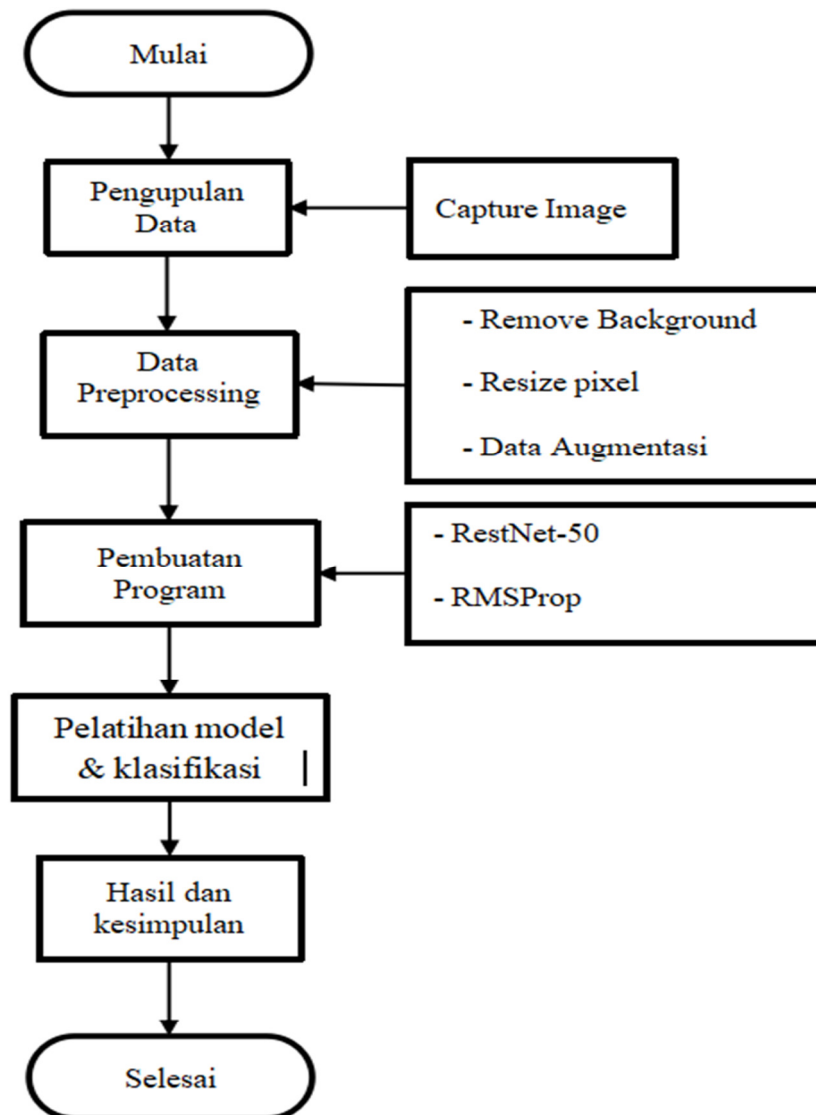 Mulai
Pengupulan
Data
Capture Image
- Remove Background
- Resize pixel
- Data Augmentasi
Data
Preprocessing
- RestNet-50
- RMSProp
Pembuatan
Program
Pelatihan model
& klasifikasi
Hasil dan
kesimpulan
Selesai